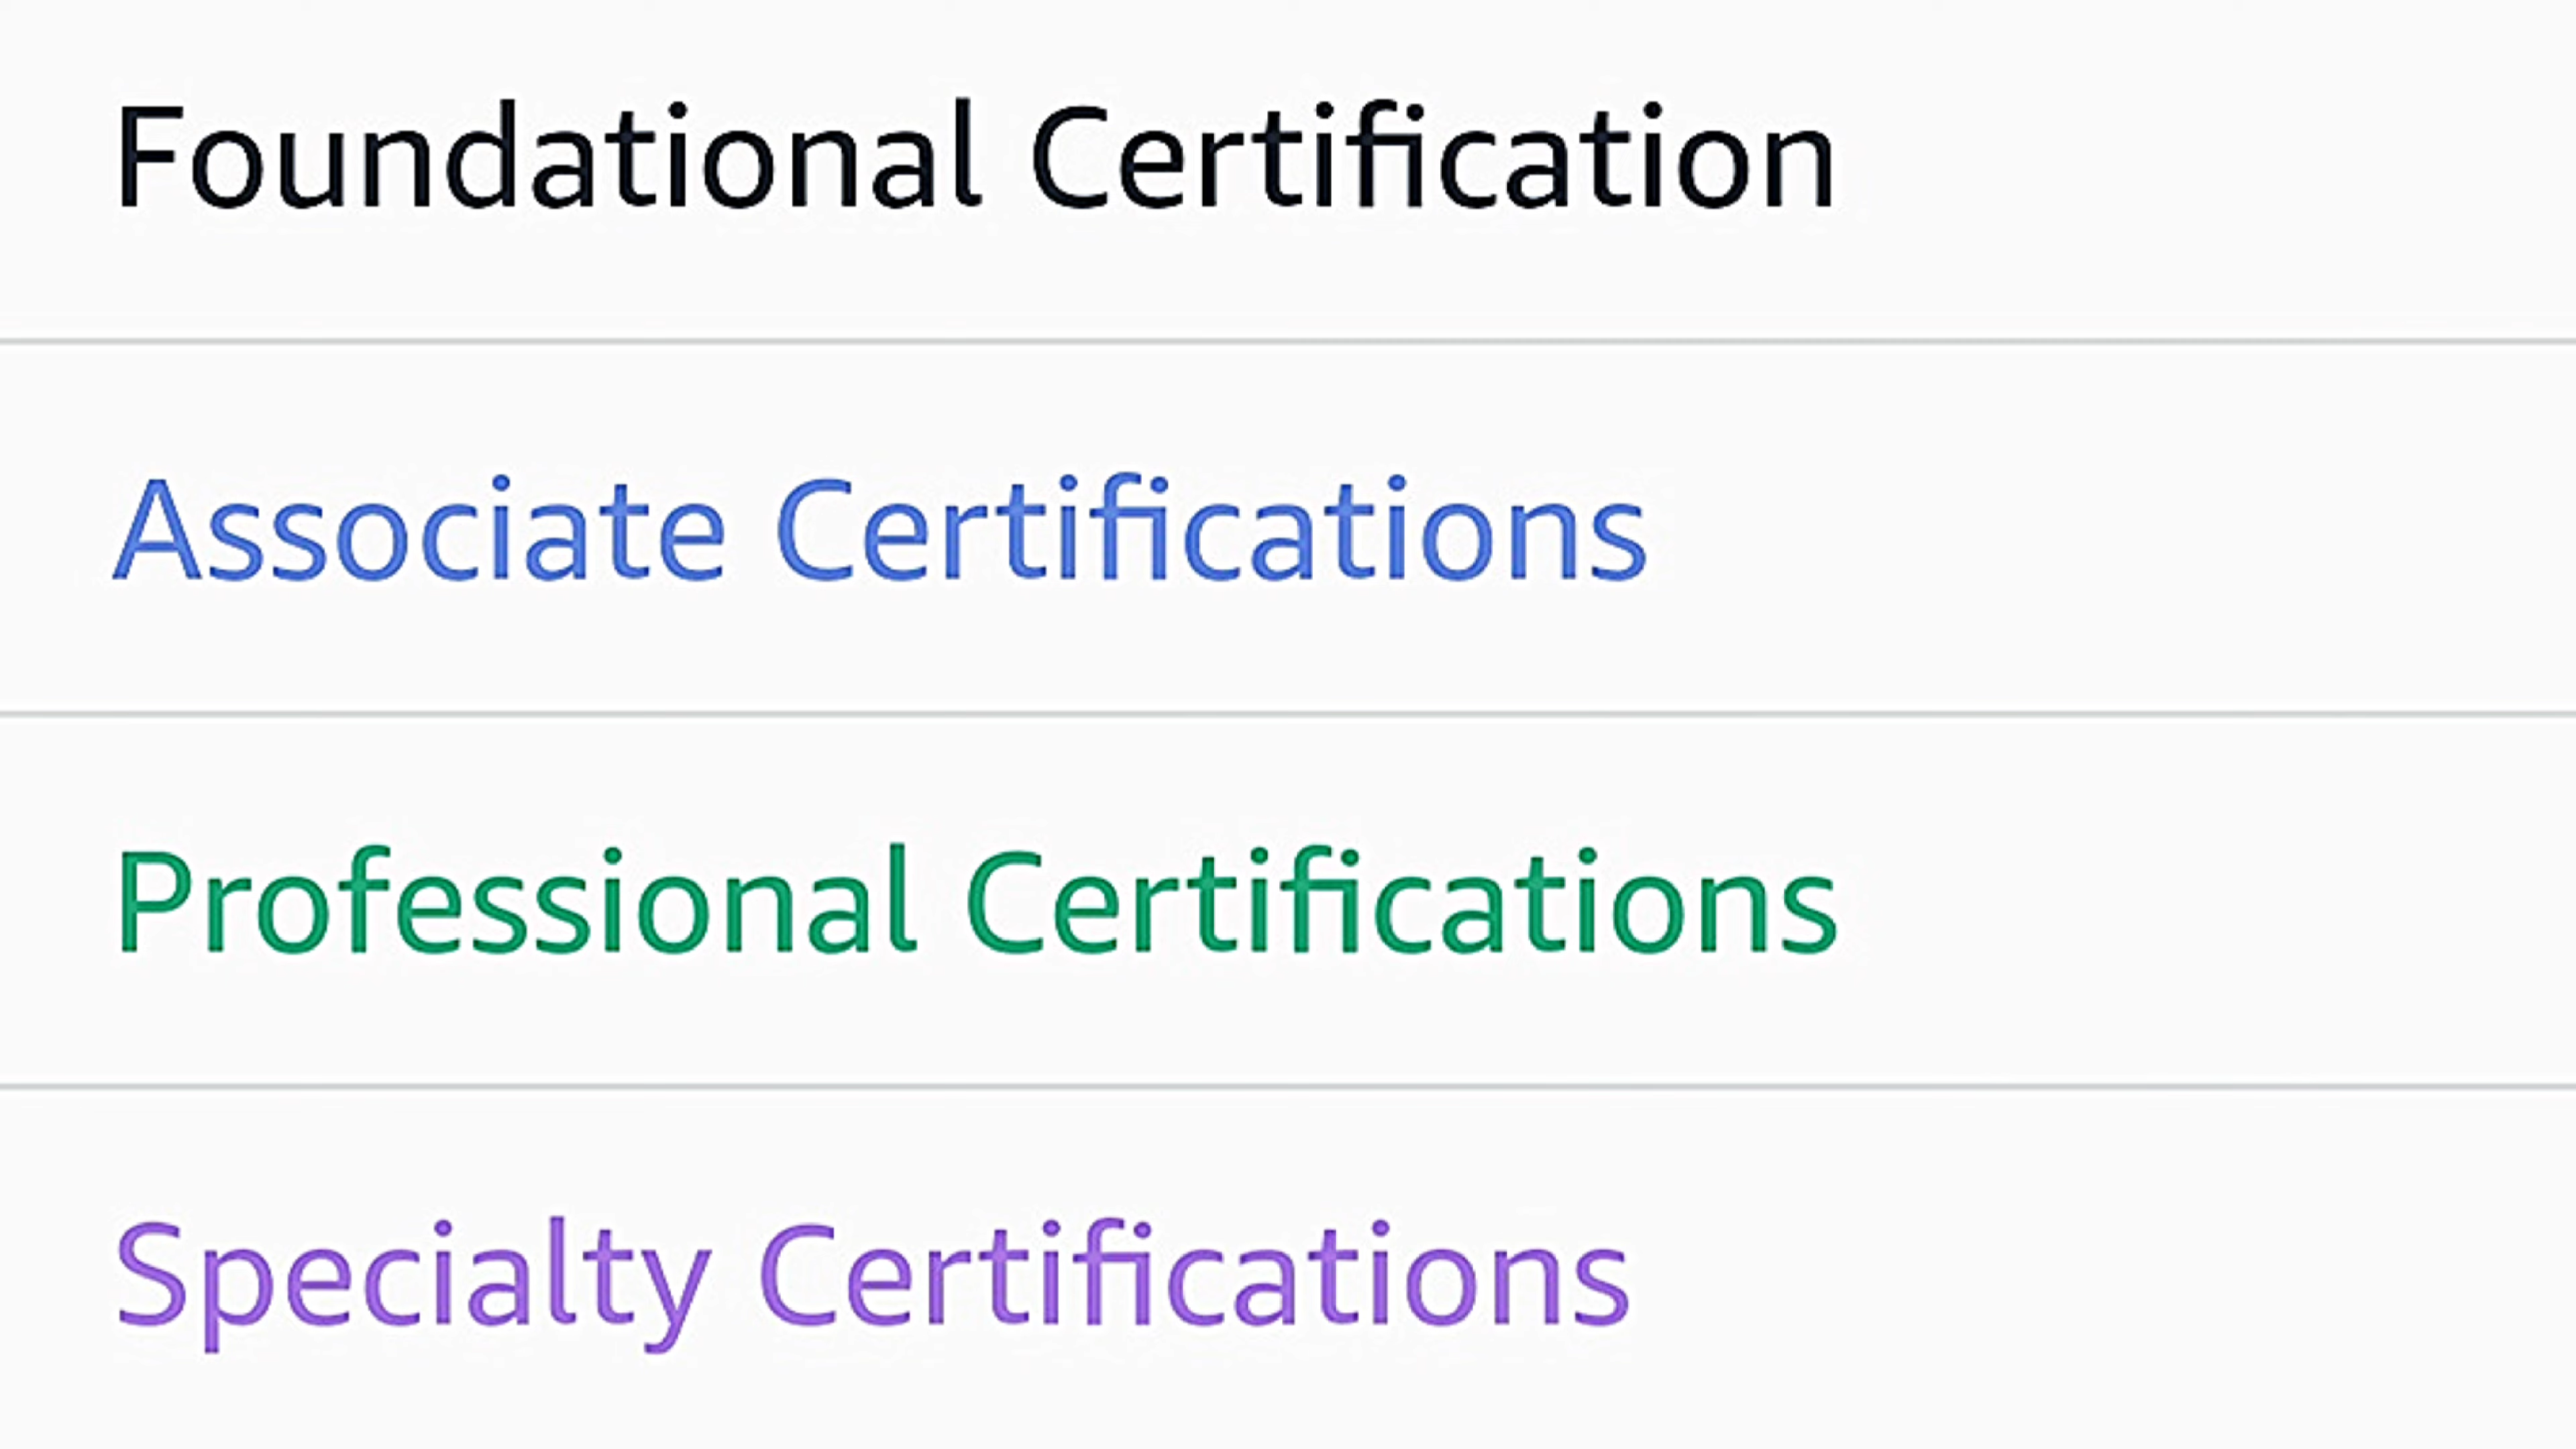 Foundational Certification
Associate Certifications
Professional Certifications
Specialty Certifications